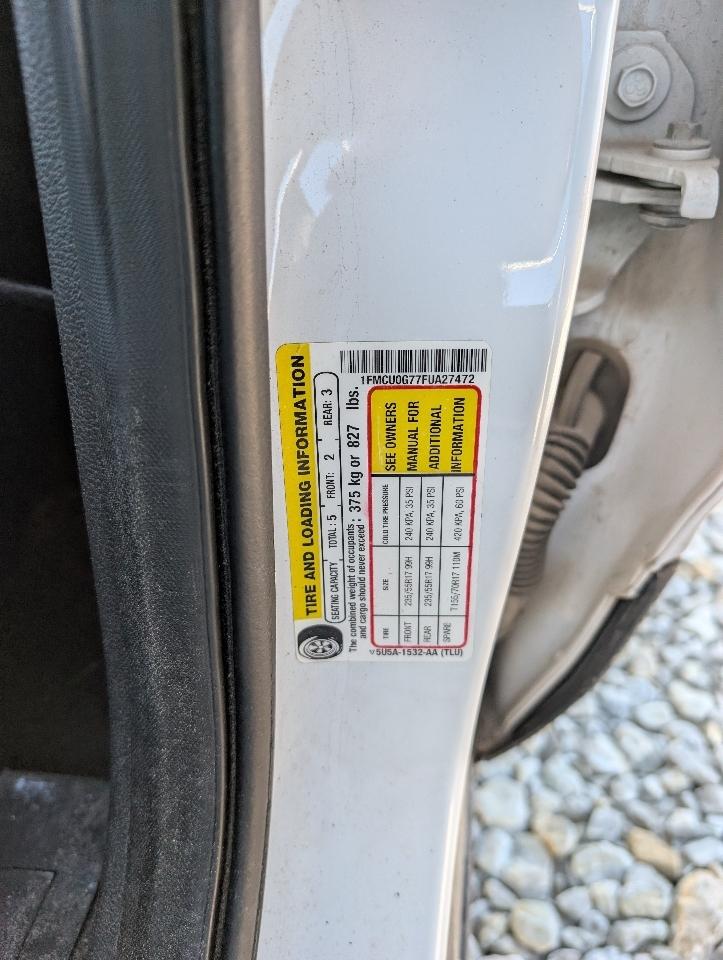 1FMCU0G77FUA27472
TIRE AND LOADING INFORMATION
SEATING CAPACITY TOTAL: 5 FRONT: 2 REAR: 3
The combined weight of occupants and cargo should never exceed: 375 kg or 827 lbs.
TIRE SIZE COLD TIRE PRESSURE
FRONT 235/55R17 99H 240 KPA, 35 PSI
REAR 235/55R17 99H 240 KPA, 35 PSI
SPARE T155/70R17 110M 420 KPA, 60 PSI
SEE OWNERS
MANUAL FOR
ADDITIONAL
INFORMATION
5U5A-1532-AA (TLU)